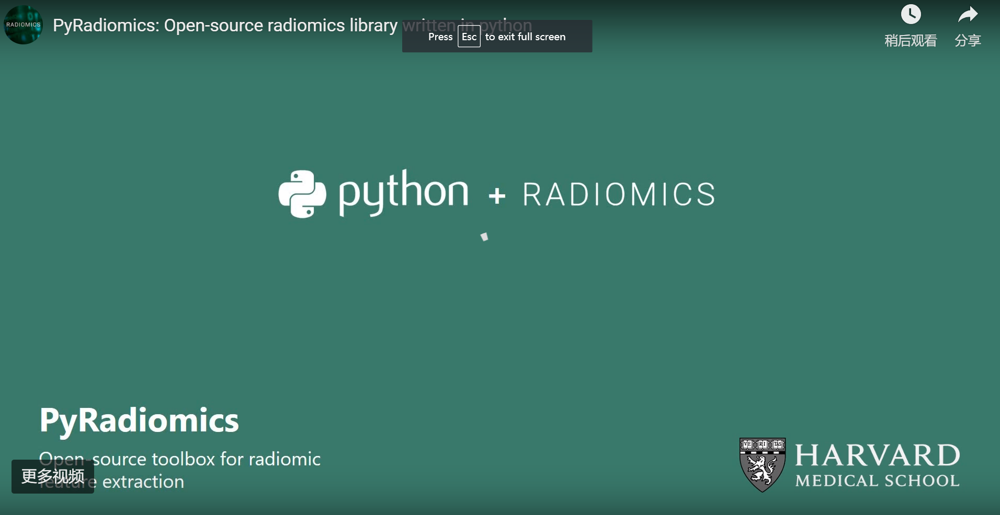 RADIOMICS
PyRadiomics: Open-source radiomics library written in python
Press Esc to exit full screen
稍后观看
分享
python + RADIOMICS
PyRadiomics
Open-source toolbox for radiomic
feature extraction
更多视频
VE RI TAS
HARVARD
MEDICAL SCHOOL